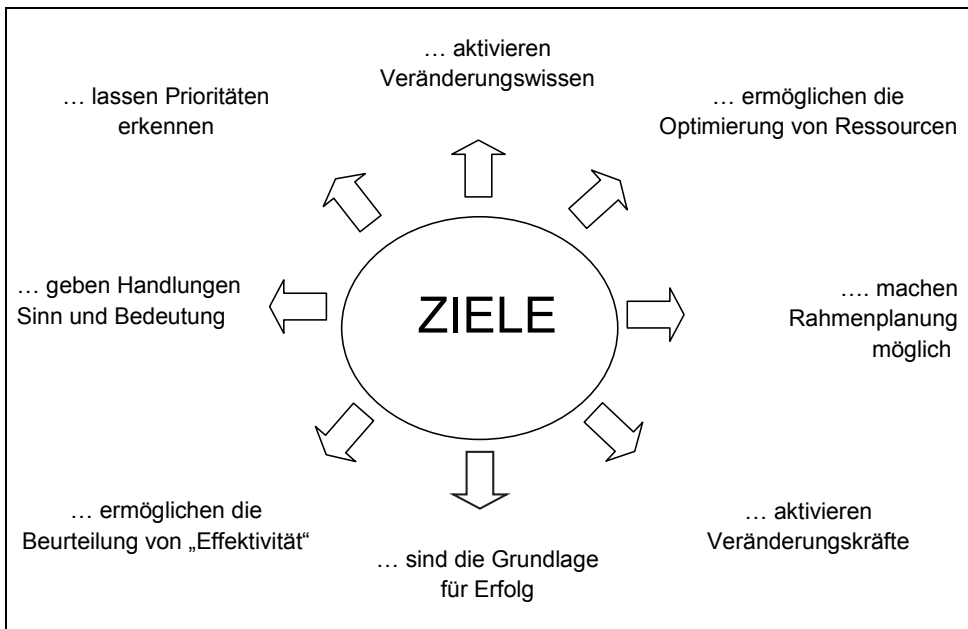 … aktivieren
Veränderungswissen
… lassen Prioritäten
erkennen
… ermöglichen die
Optimierung von Ressourcen
… geben Handlungen
Sinn und Bedeutung
ZIELE
…. machen
Rahmenplanung
möglich
… ermöglichen die
Beurteilung von „Effektivität“
… sind die Grundlage
für Erfolg
… aktivieren
Veränderungskräfte